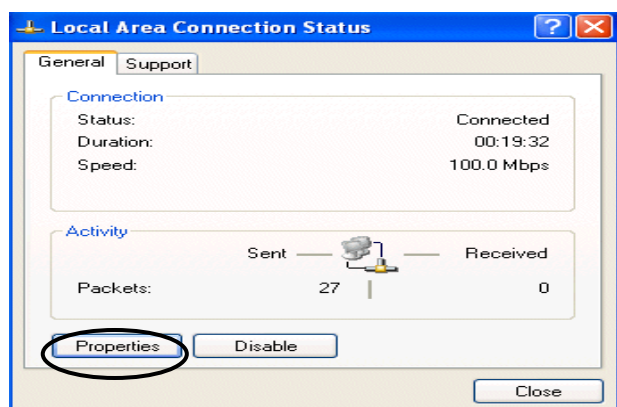 Local Area Connection Status
General Support
Connection
Status: Connected
Duration: 00:19:32
Speed: 100.0 Mbps
Activity
Sent Received
Packets: 27 0
Properties Disable
Close